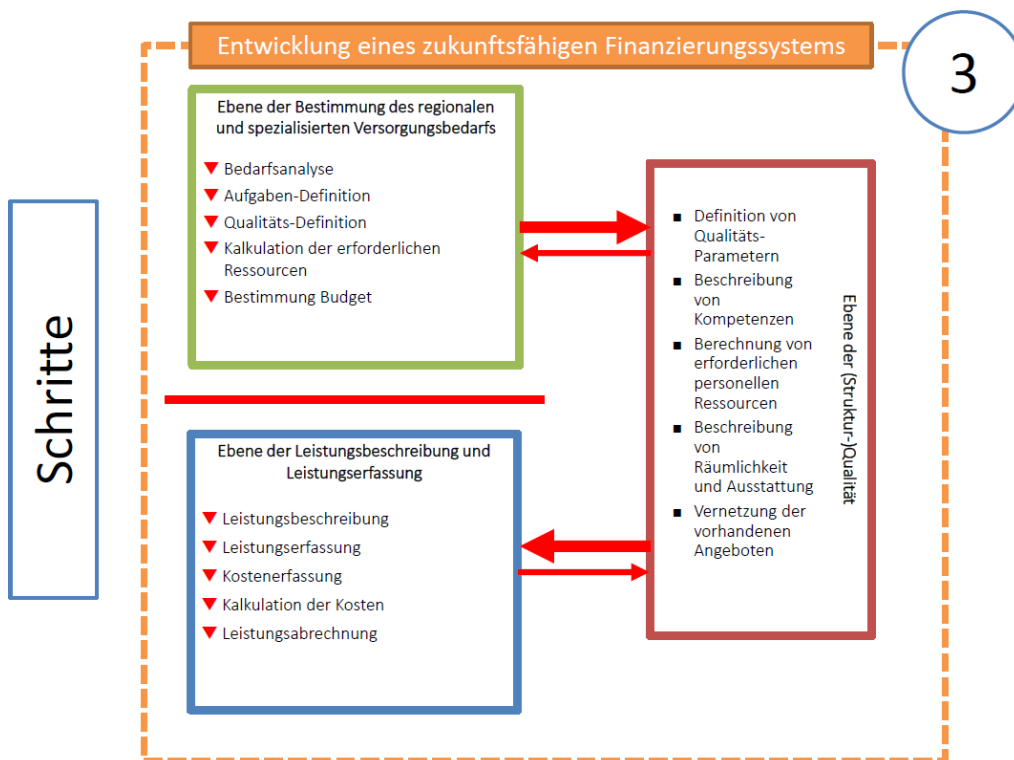 Entwicklung eines zukunftsfähigen Finanzierungssystems
3
Schritte
Ebene der Bestimmung des regionalen
und spezialisierten Versorgungsbedarfs
Bedarfsanalyse
Aufgaben-Definition
Qualitäts-Definition
Kalkulation der erforderlichen
Ressourcen
Bestimmung Budget
Ebene der Leistungsbeschreibung und
Leistungserfassung
Leistungsbeschreibung
Leistungserfassung
Kostenerfassung
Kalkulation der Kosten
Leistungsabrechnung
Definition von
Qualitäts-
Parametern
Beschreibung
von
Kompetenzen
Berechnung von
erforderlichen
personellen
Ressourcen
Beschreibung
von
Räumlichkeit
und Ausstattung
Vernetzung der
vorhandenen
Angeboten
Ebene der (Struktur-)Qualität